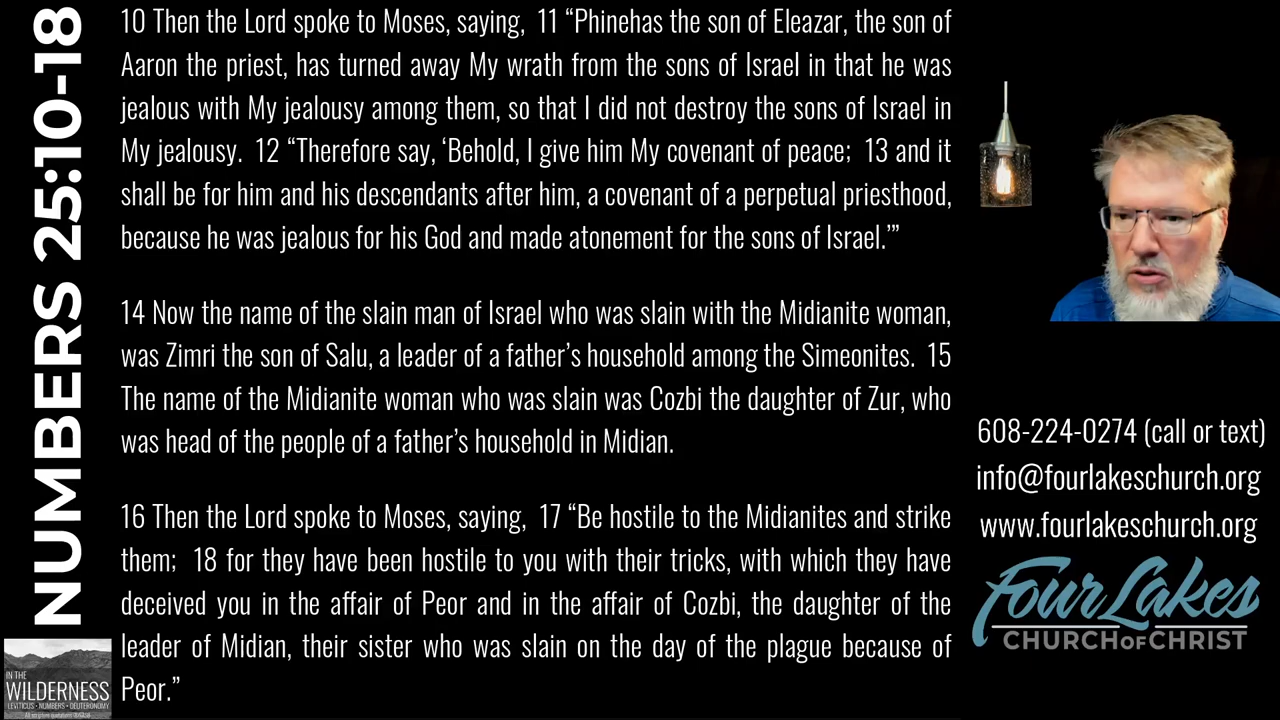 NUMBERS 25:10-18
10 Then the Lord spoke to Moses, saying,  11 “Phinehas the son of Eleazar, the son of
Aaron the priest, has turned away My wrath from the sons of Israel in that he was
jealous with My jealousy among them, so that I did not destroy the sons of Israel in
My jealousy.  12 “Therefore say, ‘Behold, I give him My covenant of peace;  13 and it
shall be for him and his descendants after him, a covenant of a perpetual priesthood,
because he was jealous for his God and made atonement for the sons of Israel.’”
14 Now the name of the slain man of Israel who was slain with the Midianite woman,
was Zimri the son of Salu, a leader of a father’s household among the Simeonites.  15
The name of the Midianite woman who was slain was Cozbi the daughter of Zur, who
was head of the people of a father’s household in Midian.
16 Then the Lord spoke to Moses, saying,  17 “Be hostile to the Midianites and strike
them;  18 for they have been hostile to you with their tricks, with which they have
deceived you in the affair of Peor and in the affair of Cozbi, the daughter of the
leader of Midian, their sister who was slain on the day of the plague because of
Peor.”
608-224-0274 (call or text)
info@fourlakeschurch.org
www.fourlakeschurch.org
Four Lakes
CHURCH OF CHRIST
IN THE
WILDERNESS
LEVITICUS • NUMBERS • DEUTERONOMY